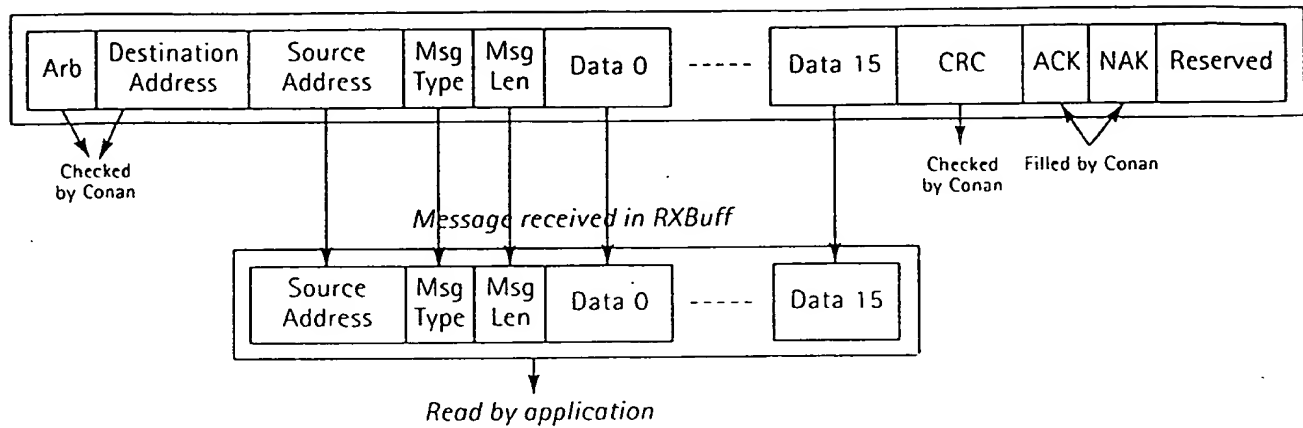 Arb
Destination
Address
Source
Address
Msg
Type
Msg
Len
Data 0
Data 15
CRC
ACK
NAK
Reserved
Checked
by Conan
Checked
by Conan
Filled by Conan
Message received in RXBuff
Source
Address
Msg
Type
Msg
Len
Data 0
Data 15
Read by application